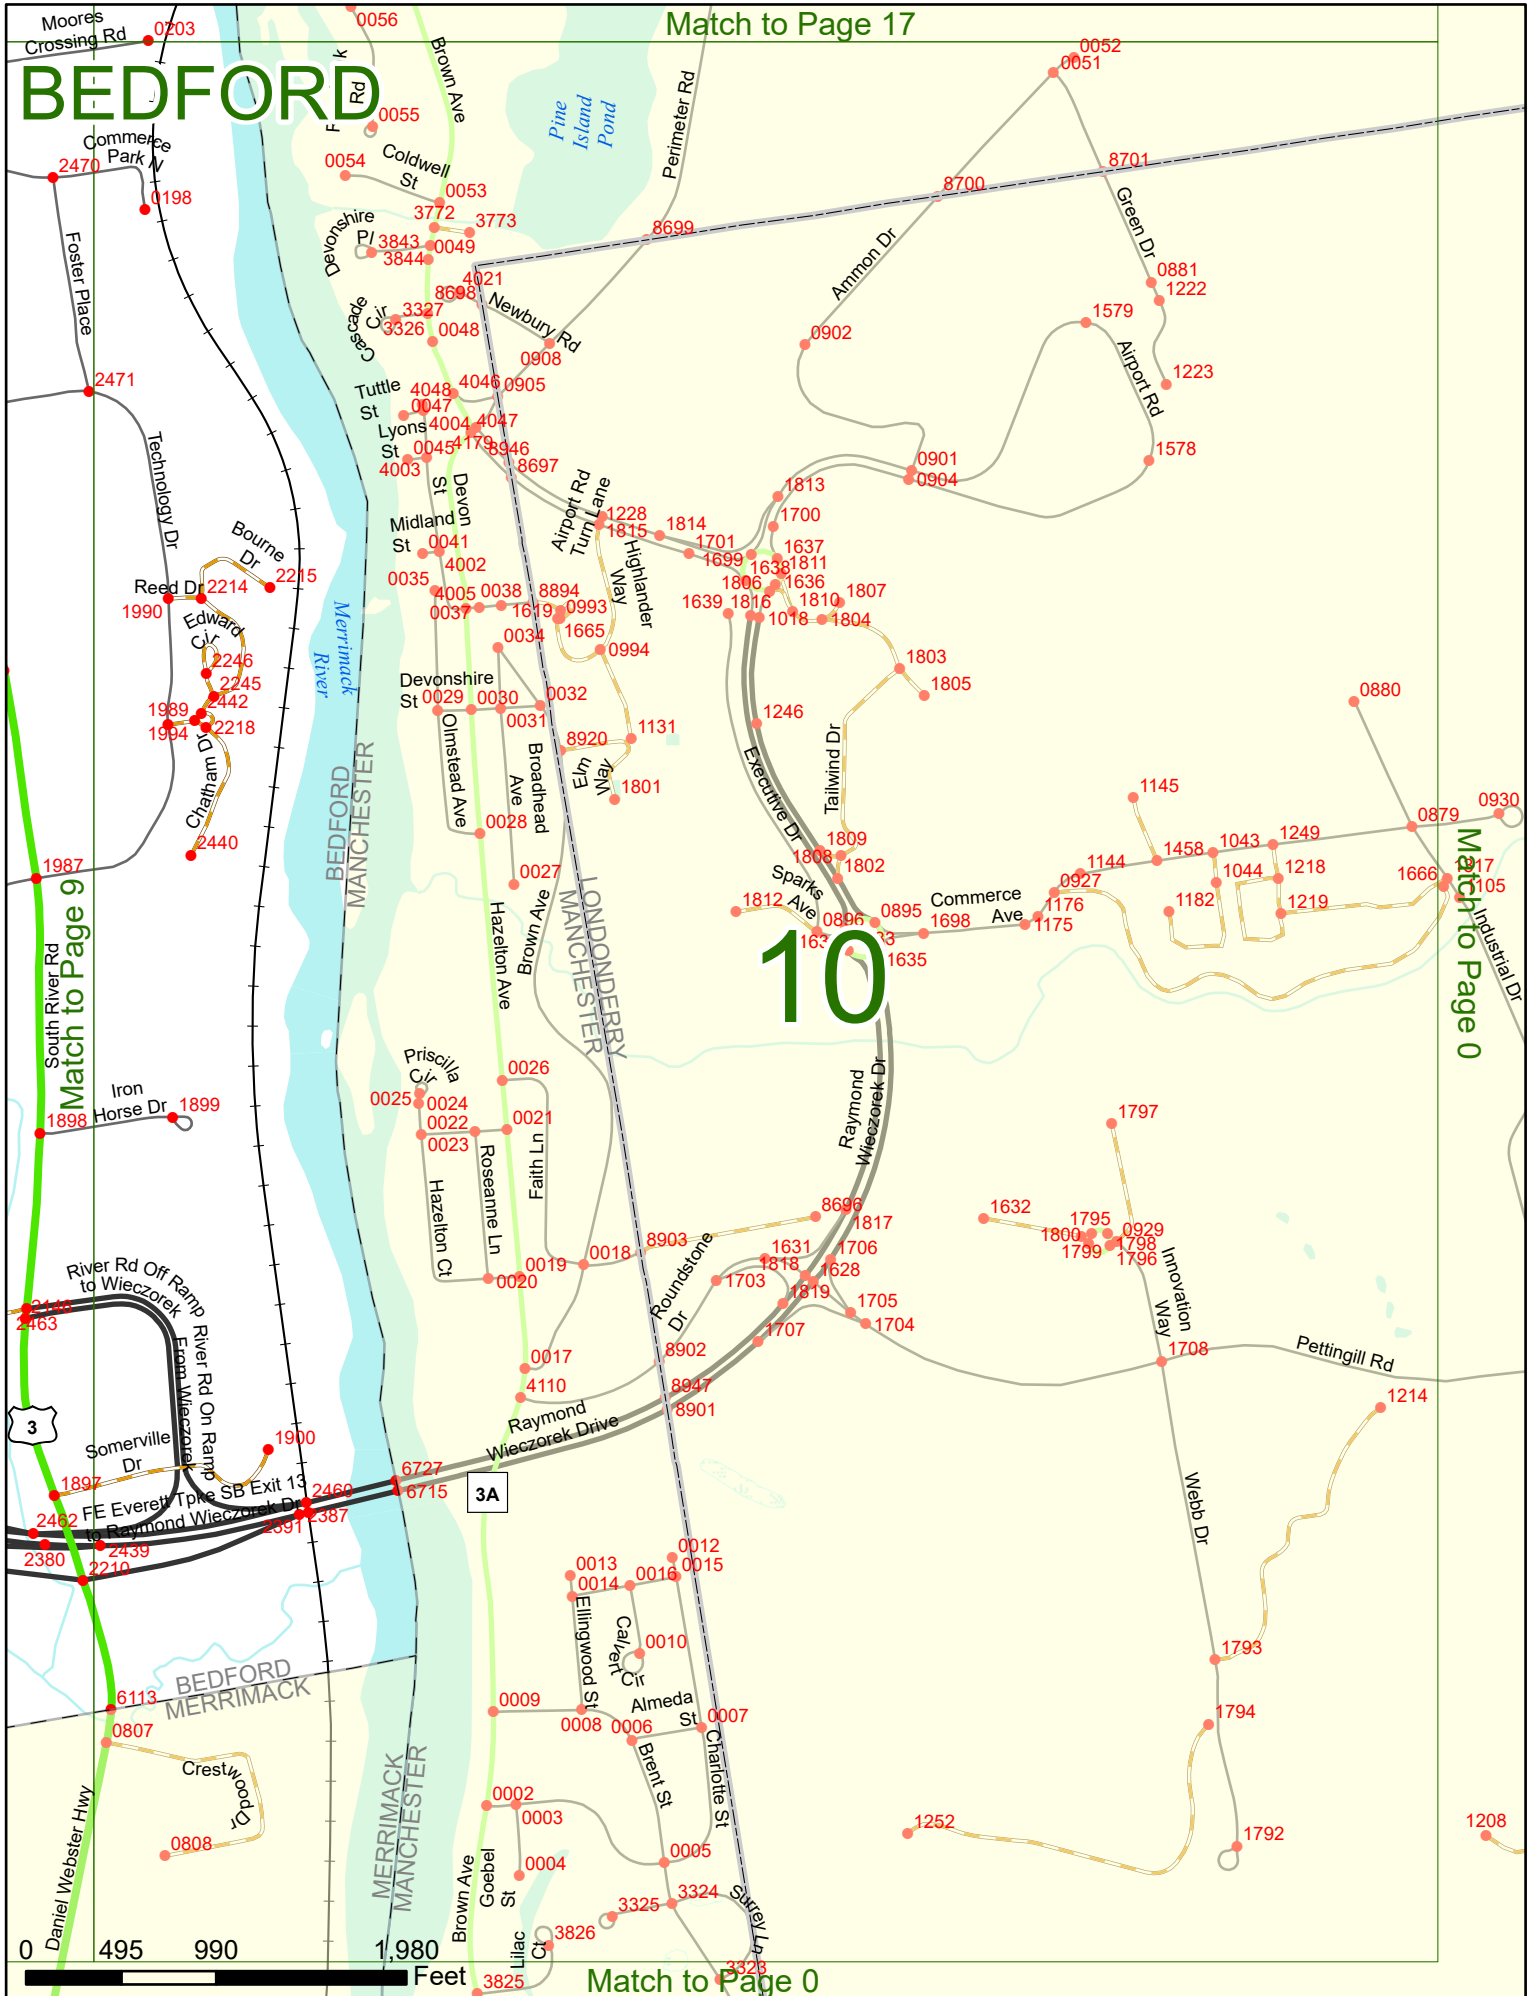 Match to Page 17
BEDFORD
Moores
Crossing Rd
0203
0056
Brown Ave
Rd
0055
Pine
Island
Pond
Perimeter Rd
0052
0051
Commerce
Park N
2470
0198
0054
Coldwell
St
0053
3772
3773
8701
8700
8699
Green Dr
Ammon Dr
Devonshire
Pl
3843
0049
3844
Foster Place
4021
8698
Newbury Rd
0881
1222
Cascade
Cir
3327
3326
0048
0908
1579
0902
Airport Rd
1223
2471
Tuttle
St
4048
4046
0905
0047
Lyons
St
4004
4047
4179
8946
0045
4003
8697
1578
0901
0904
Technology Dr
St
Devon
Airport Rd
Turn Lane
1813
1228
1815
1814
1700
Midland
St
0041
4002
Highlander
Way
1701
1699
1637
1638
1811
Bourne
Dr
2215
Reed Dr
2214
1990
0035
4005
0038
0037
8894
1619
0993
1665
1806
1636
1807
1810
1639
1816
1018
1804
Edward
Cir
2246
2245
2442
1989
1994
2218
Merrimack
River
0034
0994
1803
1805
Devonshire
St
0029
0030
0032
0031
0880
Chatham Dr
2440
BEDFORD
MANCHESTER
Olmstead Ave
Broadhead
Ave
1131
8920
Elm
Way
1801
1246
Executive Dr
Tailwind Dr
1145
0930
0028
0027
1809
1808
1802
1458
1043
1249
0879
1987
Match to Page 9
South River Rd
Hazelton Ave
Brown Ave
LONDONDERRY
MANCHESTER
Sparks
Ave
1812
0896
0895
1698
Commerce
Ave
1144
0927
1176
1175
1182
1044
1218
1219
1666
Match to Page 0
Industrial Dr
1635
10
Priscilla
Cir
0026
0025
0024
0022
0023
0021
Iron
Horse Dr
1898
1899
Raymond
Wieczorek Dr
1797
Hazelton Ct
Roseanne Ln
Faith Ln
8696
1817
1632
1795
0929
1800
1798
1799
1796
0019
0020
0018
8903
Roundstone
Dr
1631
1706
1818
1628
1703
1819
1705
1704
1707
Innovation
Way
River Rd Off Ramp
to Wieczorek
2148
2463
River Rd On Ramp
From Wieczorek
0017
4110
8902
8947
8901
1708
Pettingill Rd
1214
3
Somerville
Dr
1900
Raymond
Wieczorek Drive
1897
FE Everett Tpke SB Exit 13
to Raymond Wieczorek Dr
2460
6727
6715
2387
2391
3A
2462
2380
2439
2210
Webb Dr
0012
0013
0015
0014
0016
Ellingwood St
Calvert
Cir
0010
1793
BEDFORD
MERRIMACK
6113
0807
0009
0008
Almeda
St
0007
0006
1794
Crestwood
Dr
0808
Daniel Webster Hwy
MERRIMACK
MANCHESTER
Brent St
Charlotte St
0002
0003
0004
0005
1252
1792
1208
Brown Ave
Goebel
St
3324
3325
Surrey Ln
3826
Lilac
Ct
3825
3323
0 495 990 1,980
Feet
Match to Page 0